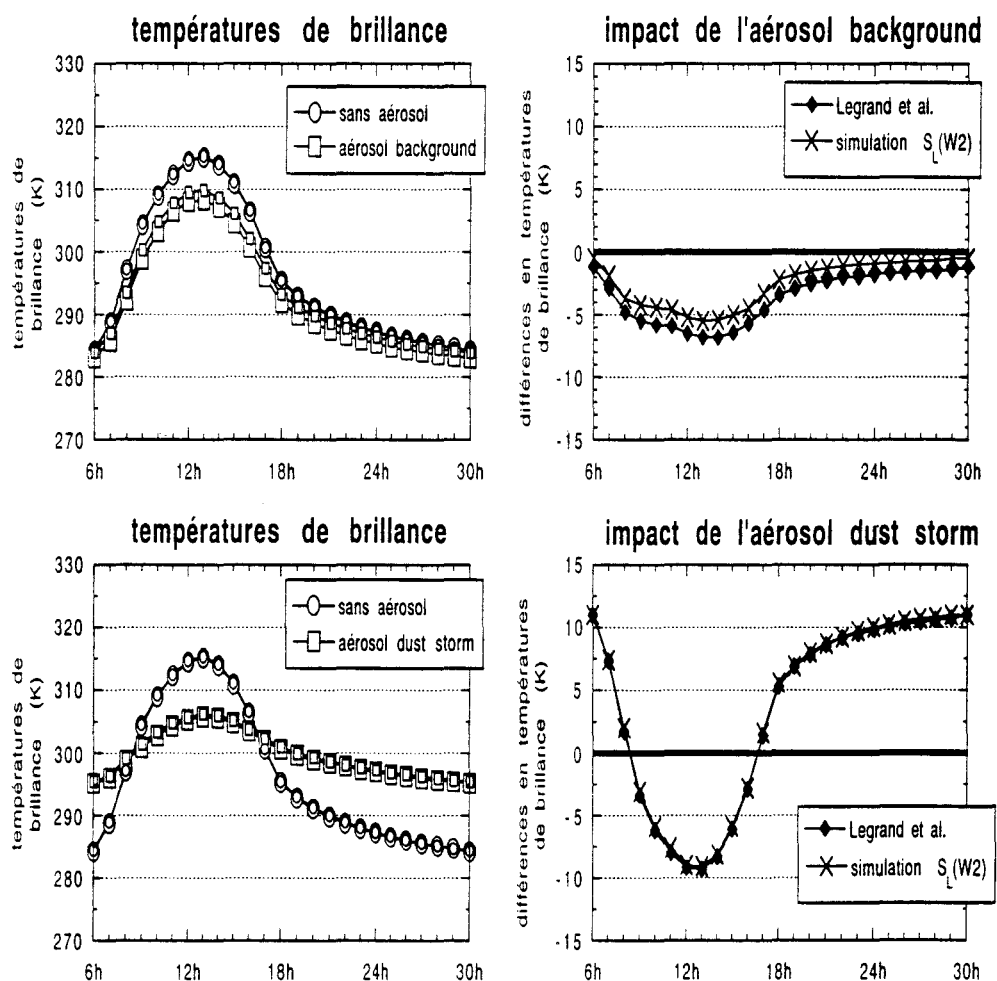 températures de brillance
températures de
brillance (K)
330
320
310
300
290
280
270
sans aérosol
aérosol background
6h 12h 18h 24h 30h
impact de l'aérosol background
différences en températures
de brillance (K)
15
10
5
0
-5
-10
-15
Legrand et al.
simulation S_L(W2)
6h 12h 18h 24h 30h
températures de brillance
températures de
brillance (K)
330
320
310
300
290
280
270
sans aérosol
aérosol dust storm
6h 12h 18h 24h 30h
impact de l'aérosol dust storm
différences en températures
de brillance (K)
15
10
5
0
-5
-10
-15
Legrand et al.
simulation S_L(W2)
6h 12h 18h 24h 30h